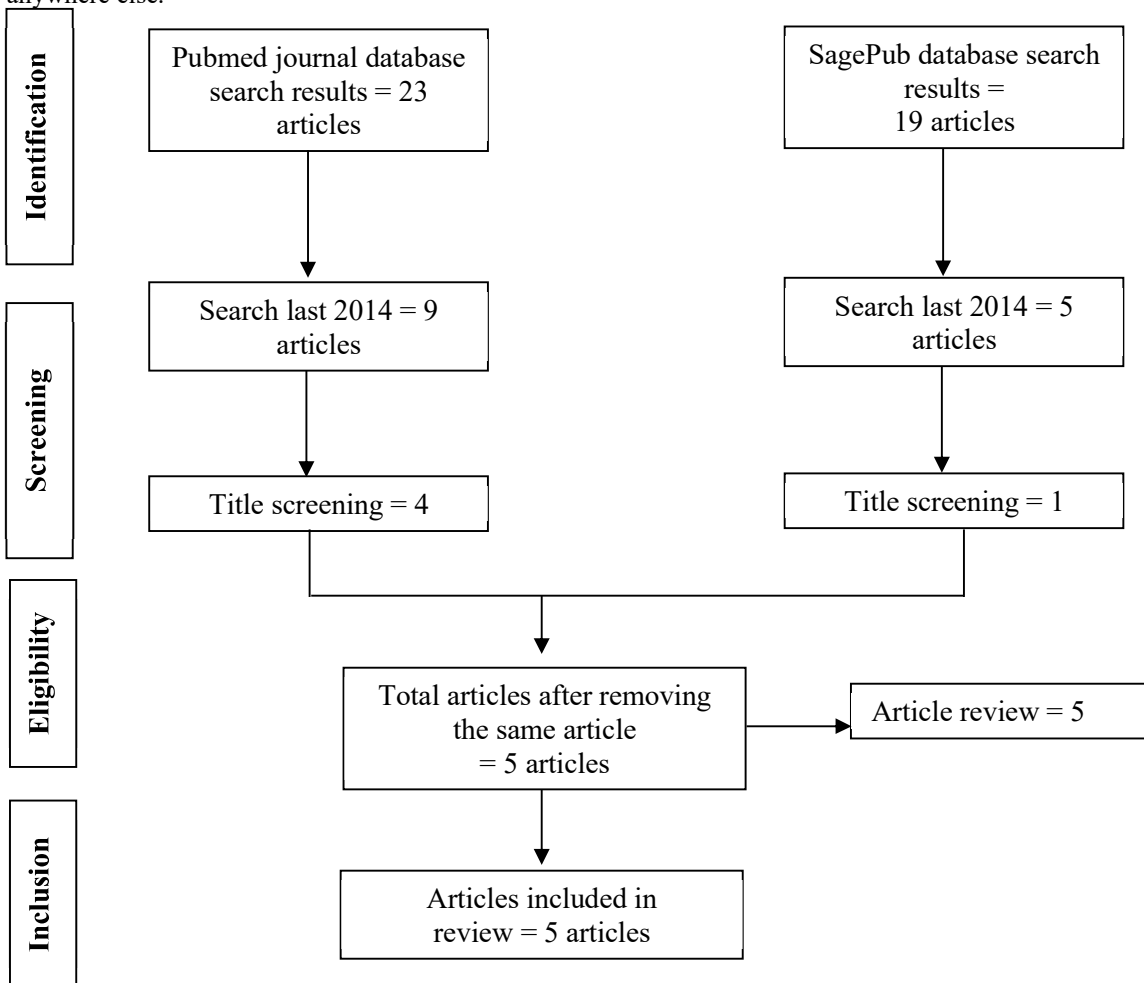 anywhere else.
Identification
Pubmed journal database
search results = 23
articles
SagePub database search
results =
19 articles
Screening
Search last 2014 = 9
articles
Search last 2014 = 5
articles
Title screening = 4
Title screening = 1
Eligibility
Total articles after removing
the same article
= 5 articles
Article review = 5
Inclusion
Articles included in
review = 5 articles